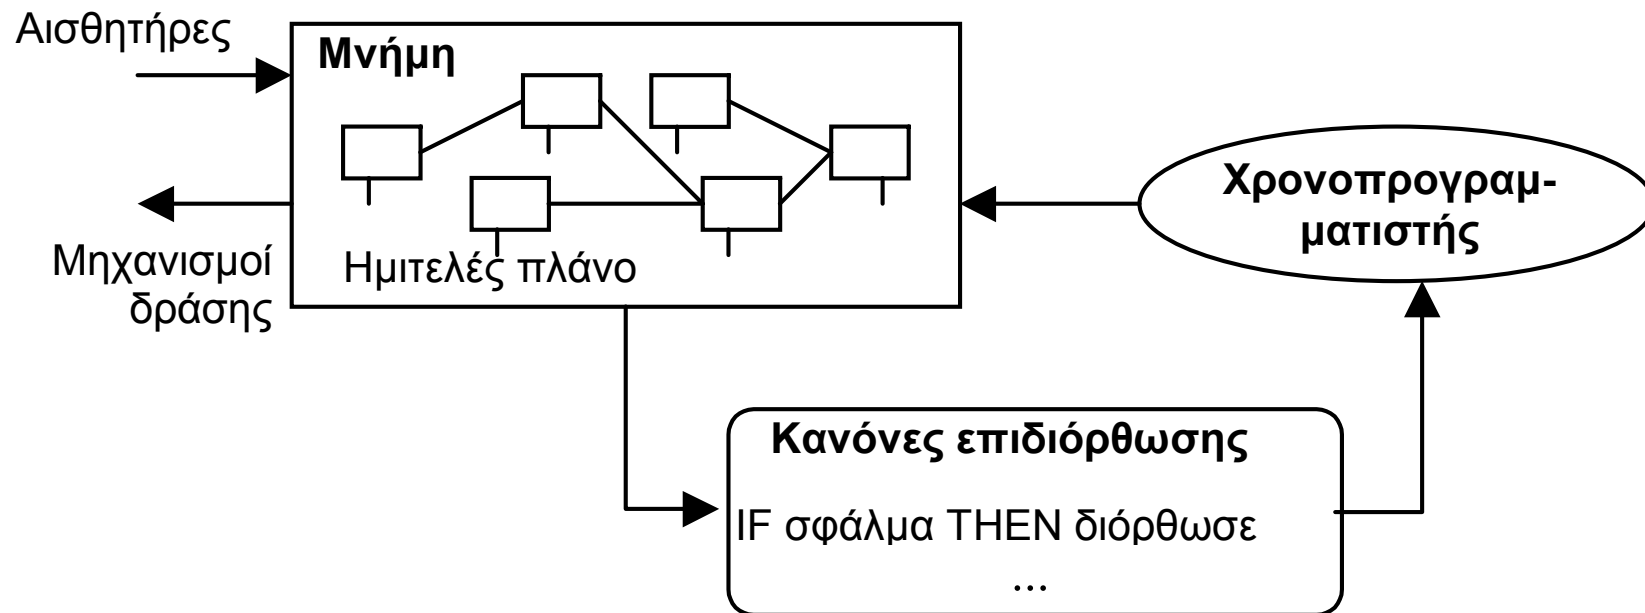 Αισθητήρες
Μνήμη
Χρονοπρογραμ-
ματιστής
Μηχανισμοί
δράσης
Ημιτελές πλάνο
Κανόνες επιδιόρθωσης
IF σφάλμα THEN διόρθωσε
...